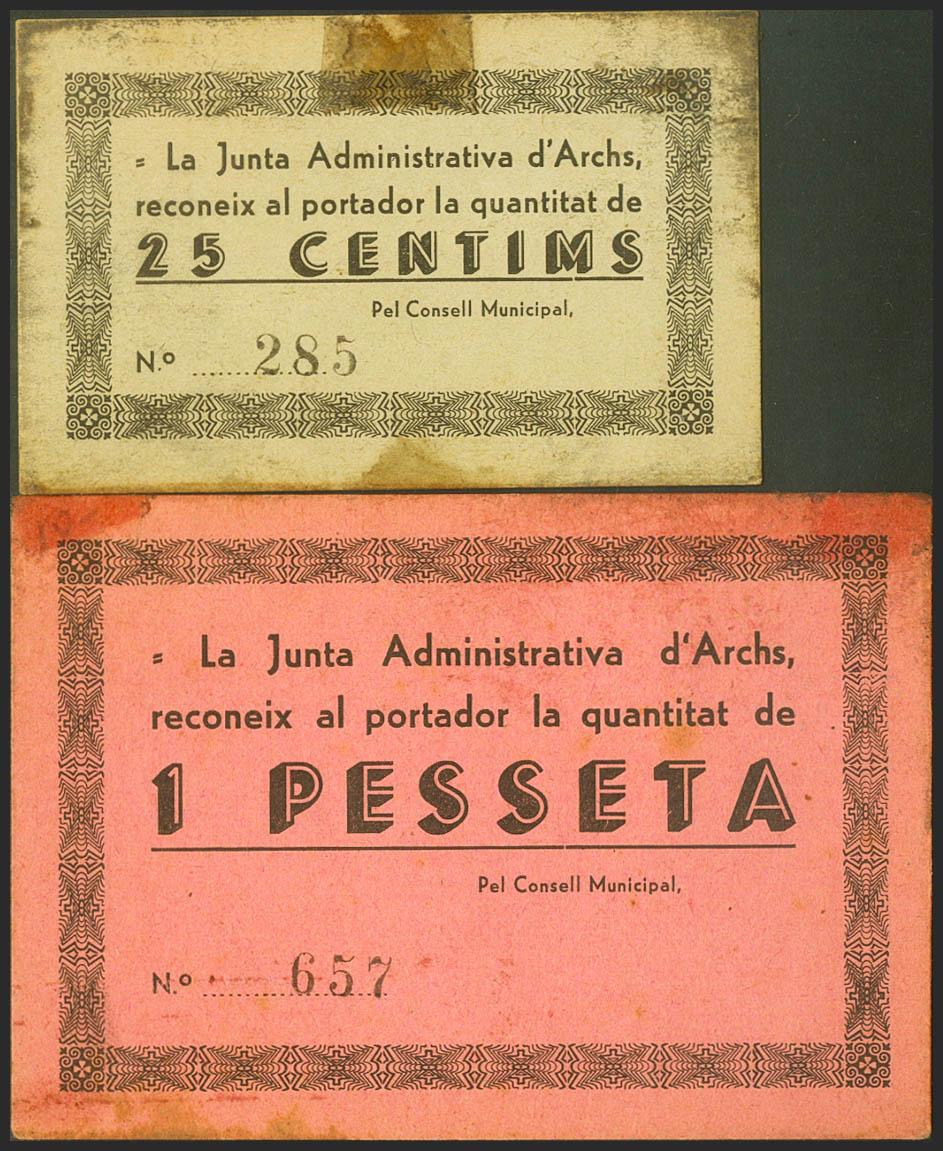 = La Junta Administrativa d'Archs,
reconeix al portador la quantitat de
25 CENTIMS
Pel Consell Municipal,
N.º ....... 285
= La Junta Administrativa d'Archs,
reconeix al portador la quantitat de
1 PESSETA
Pel Consell Municipal,
N.º ....... 657